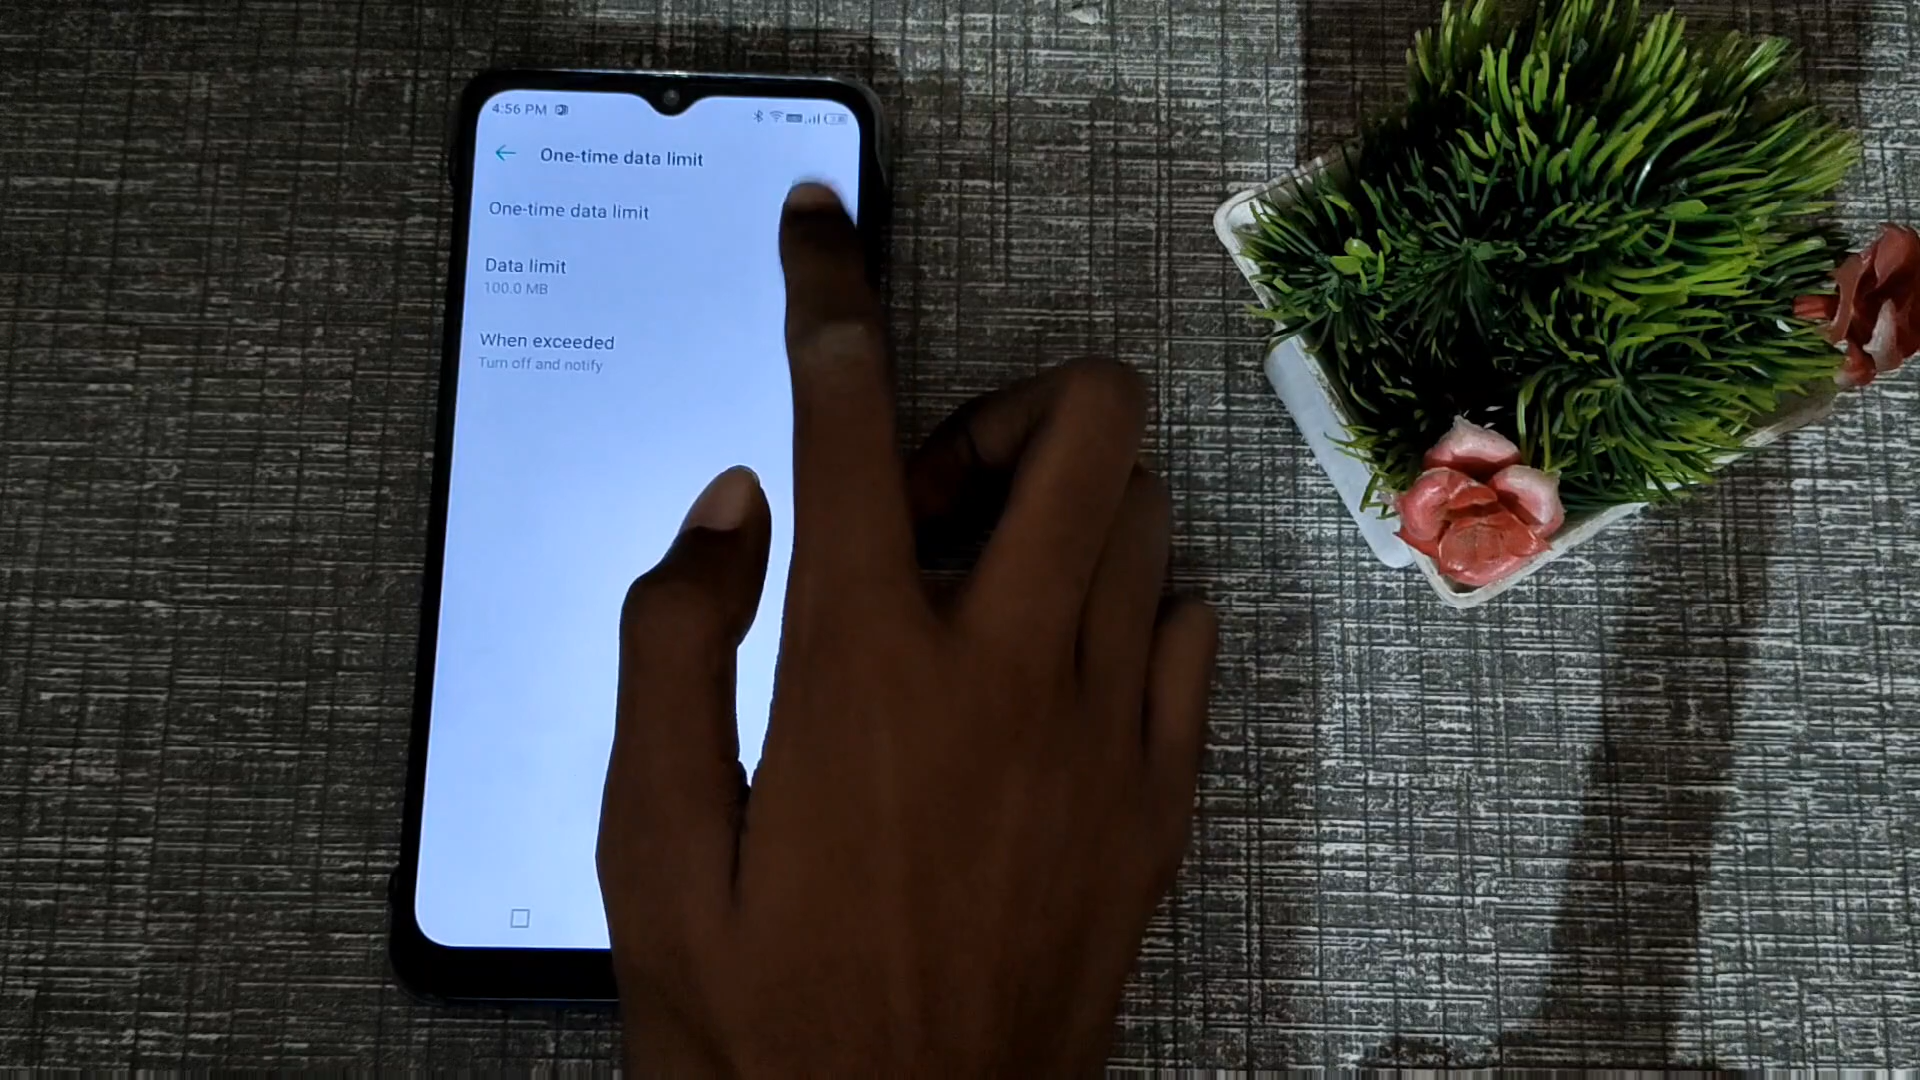 4:56 PM
One-time data limit
One-time data limit
Data limit
100.0 MB
When exceeded
Turn off and notify